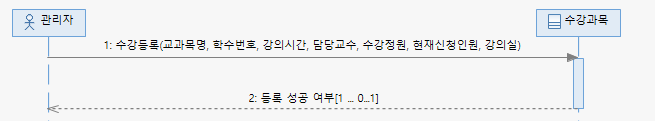 관리자
수강과목
1: 수강등록(교과목명, 학수번호, 강의시간, 담당교수, 수강정원, 현재신청인원, 강의실)
2: 등록 성공 여부[1 ... 0...1]